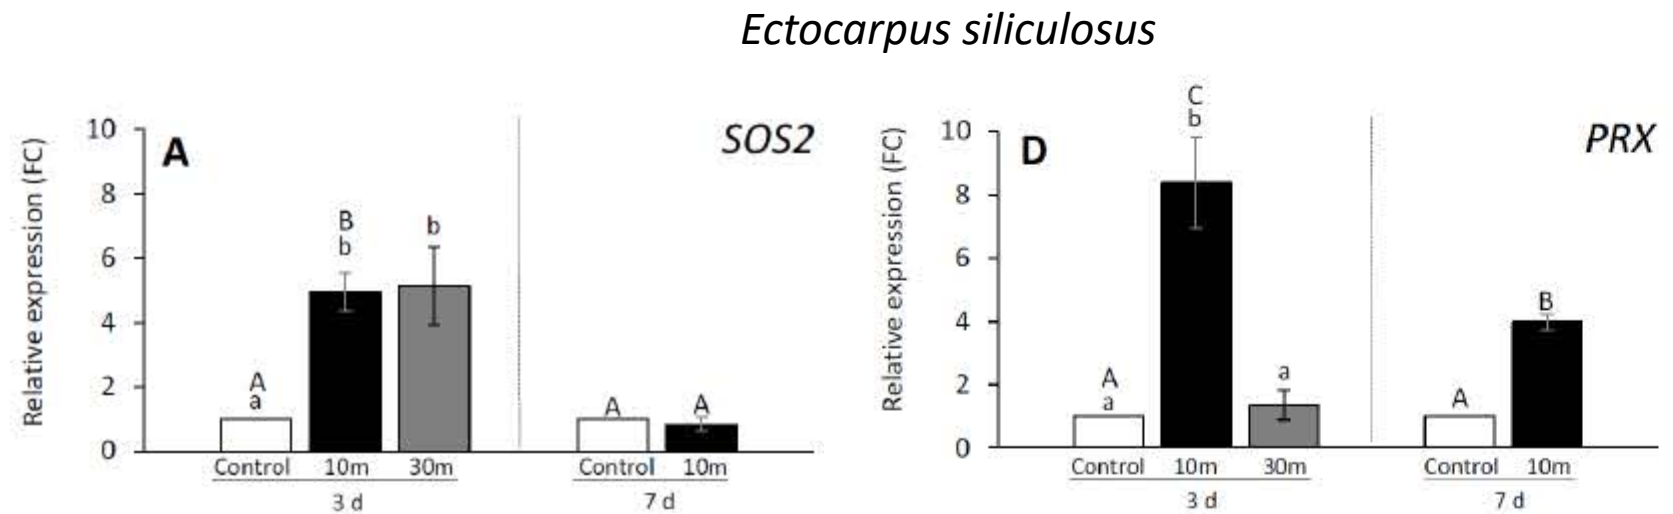 Ectocarpus siliculosus
Relative expression (FC)
10
8
6
4
2
0
A
SOS2
A
a
B
b
b
A
A
Control 10m 30m
3 d
Control 10m
7 d
Relative expression (FC)
10
8
6
4
2
0
D
PRX
A
a
C
b
a
A
B
Control 10m 30m
3 d
Control 10m
7 d